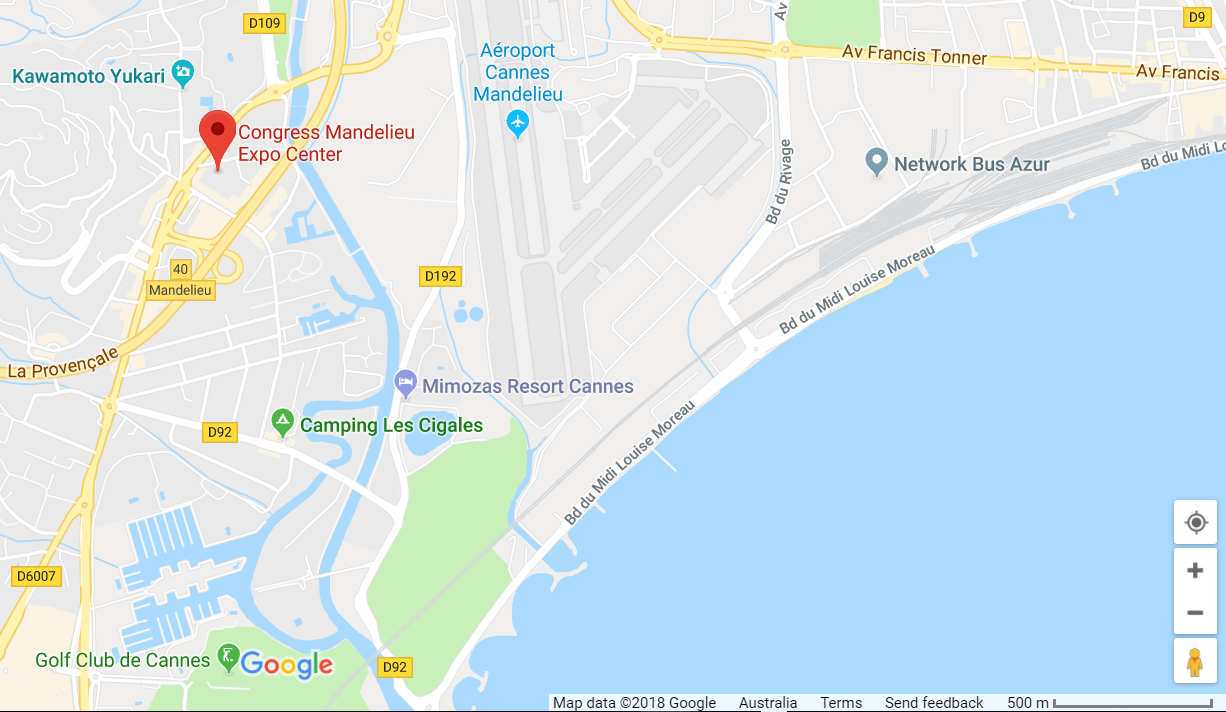 D109
D9
Av
Av Francis Tonner
Av Francis T
Aéroport
Cannes
Mandelieu
Kawamoto Yukari
Congress Mandelieu
Expo Center
Bd du Rivage
Network Bus Azur
Bd du Midi Lo
40
Mandelieu
D192
Bd du Midi Louise Moreau
La Provençale
Mimozas Resort Cannes
D92
Camping Les Cigales
Bd du Midi Louise Moreau
D6007
Golf Club de Cannes
Google
D92
Map data ©2018 Google Australia Terms Send feedback 500 m